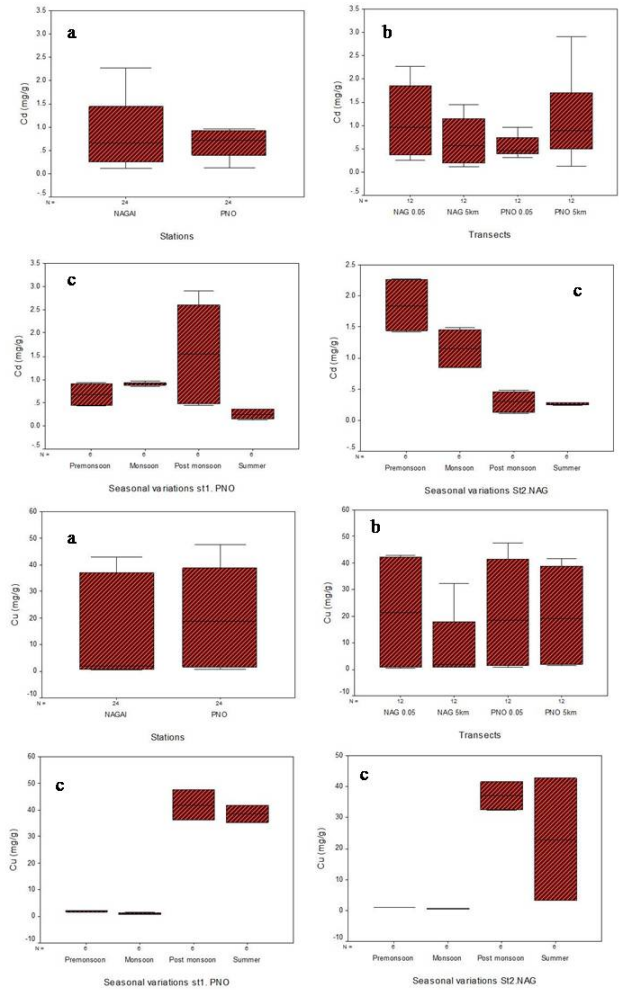 a
Cd (mg/g)
3.5
3.0
2.5
2.0
1.5
1.0
.5
0.0
-.5
N = 24 24
NAGAI PNO
Stations
b
Cd (mg/g)
3.5
3.0
2.5
2.0
1.5
1.0
.5
0.0
-.5
N = 12 12 12 12
NAG 0.05 NAG 5km PNO 0.05 PNO 5km
Transects
c
Cd (mg/g)
3.5
3.0
2.5
2.0
1.5
1.0
.5
0.0
-.5
N = 6 6 6 6
Premonsoon Monsoon Post monsoon Summer
Seasonal variations st1. PNO
c
Cd (mg/g)
2.5
2.0
1.5
1.0
.5
0.0
-.5
N = 6 6 6 6
Premonsoon Monsoon Post monsoon Summer
Seasonal variations St2.NAG
a
Cu (mg/g)
60
50
40
30
20
10
0
-10
N = 24 24
NAGAI PNO
Stations
b
Cu (mg/g)
60
50
40
30
20
10
0
-10
N = 12 12 12 12
NAG 0.05 NAG 5km PNO 0.05 PNO 5km
Transects
c
Cu (mg/g)
60
50
40
30
20
10
0
-10
N = 6 6 6 6
Premonsoon Monsoon Post monsoon Summer
Seasonal variations st1. PNO
c
Cu (mg/g)
50
40
30
20
10
0
-10
N = 6 6 6 6
Premonsoon Monsoon Post monsoon Summer
Seasonal variations St2.NAG